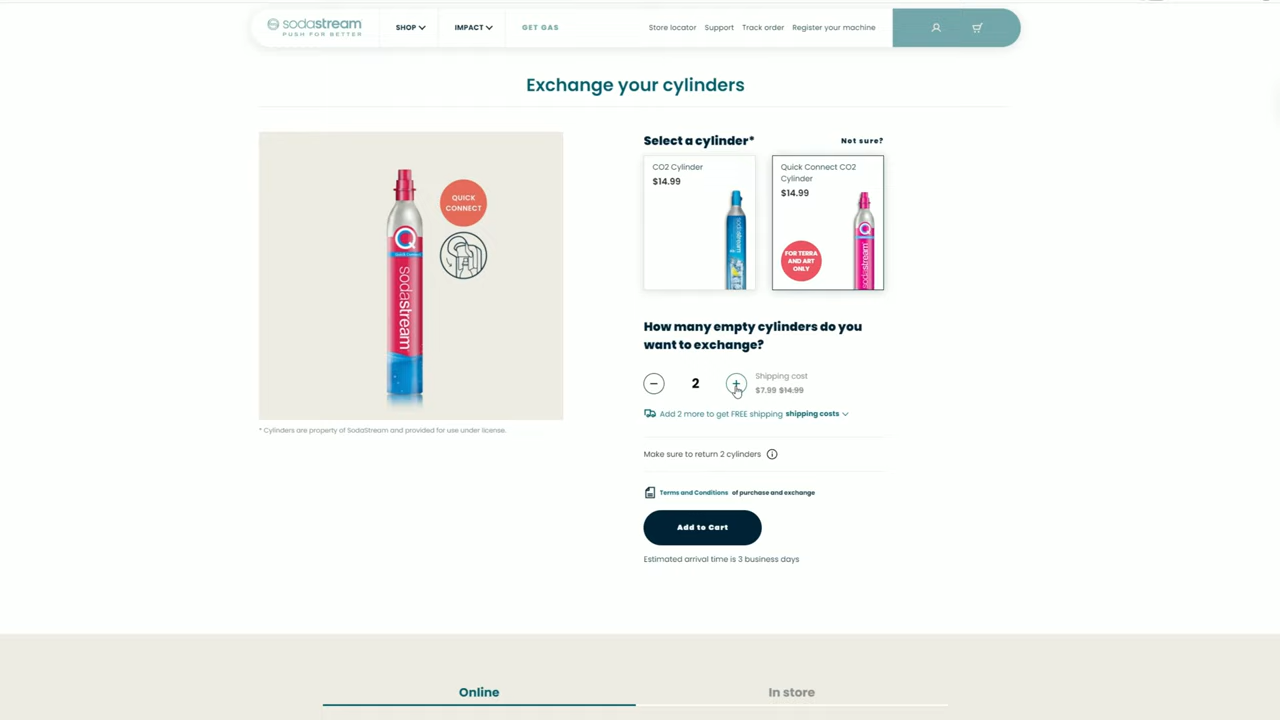 sodastream
PUSH FOR BETTER
SHOP
IMPACT
GET GAS
Store locator
Support
Track order
Register your machine
Exchange your cylinders
QUICK
CONNECT
Q
sodastream
* Cylinders are property of SodaStream and provided for use under license.
Select a cylinder*
Not sure?
CO2 Cylinder
$14.99
sodastream
Quick Connect CO2
Cylinder
$14.99
FOR TERRA
AND ART
ONLY
Q
sodastream
How many empty cylinders do you
want to exchange?
2
Shipping cost
$7.99 $14.99
Add 2 more to get FREE shipping shipping costs
Make sure to return 2 cylinders
Terms and Conditions of purchase and exchange
Add to Cart
Estimated arrival time is 3 business days
Online
In store